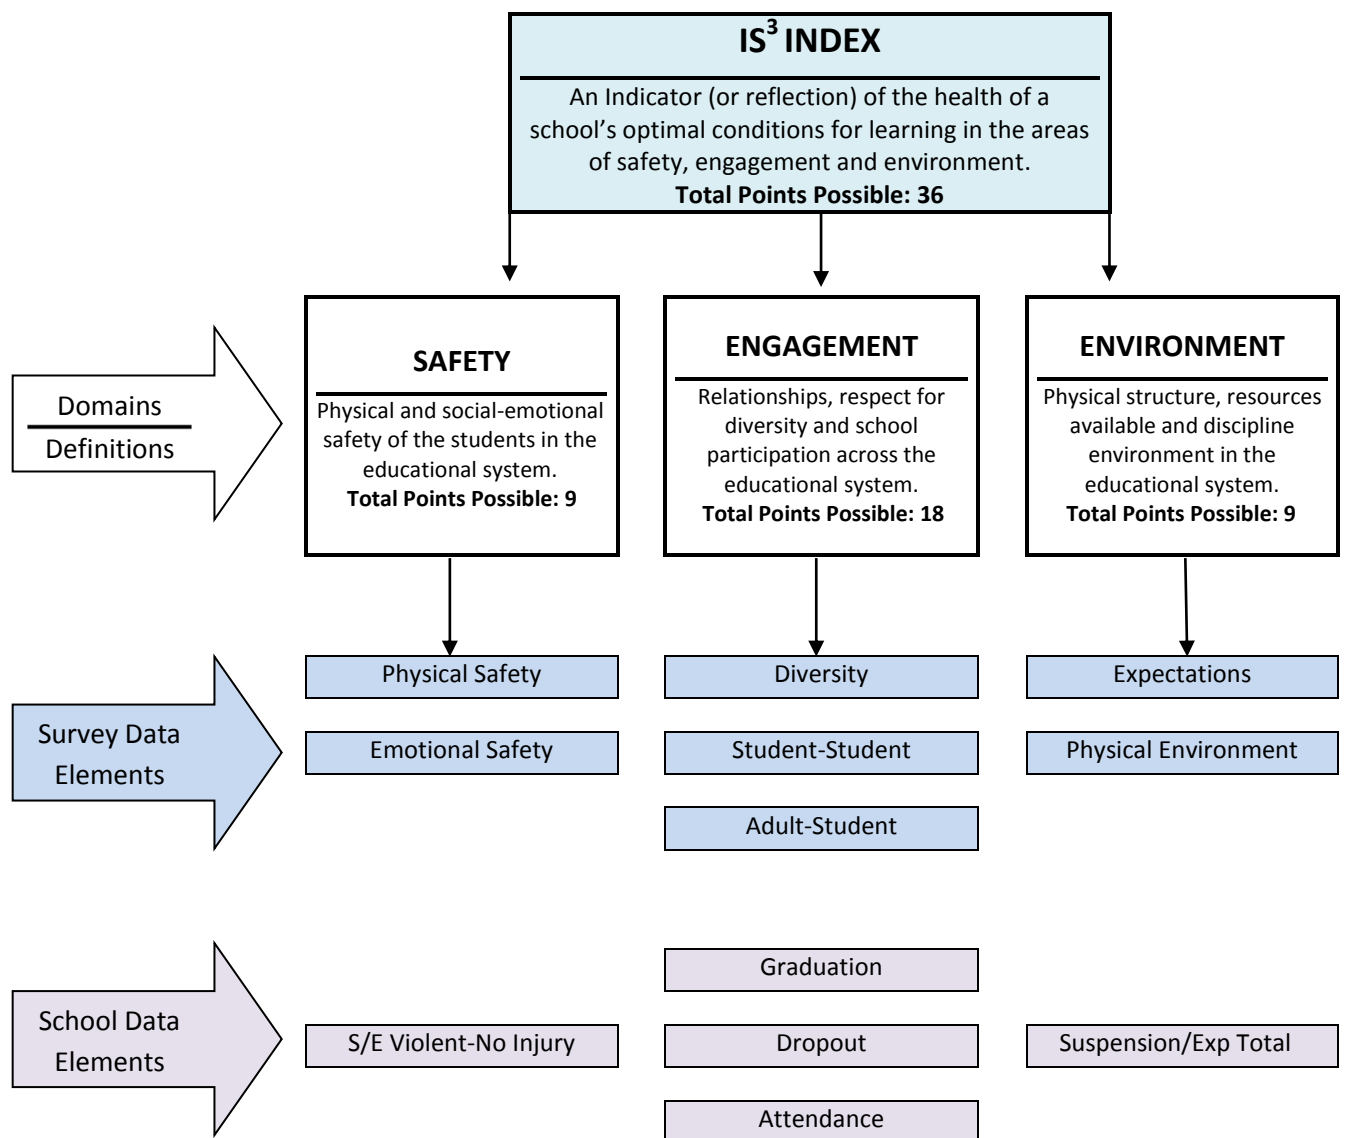 IS³ INDEX
An Indicator (or reflection) of the health of a
school’s optimal conditions for learning in the areas
of safety, engagement and environment.
Total Points Possible: 36
Domains
Definitions
SAFETY
Physical and social-emotional
safety of the students in the
educational system.
Total Points Possible: 9
ENGAGEMENT
Relationships, respect for
diversity and school
participation across the
educational system.
Total Points Possible: 18
ENVIRONMENT
Physical structure, resources
available and discipline
environment in the
educational system.
Total Points Possible: 9
Survey Data
Elements
Physical Safety
Emotional Safety
Diversity
Student-Student
Adult-Student
Expectations
Physical Environment
School Data
Elements
S/E Violent-No Injury
Graduation
Dropout
Attendance
Suspension/Exp Total